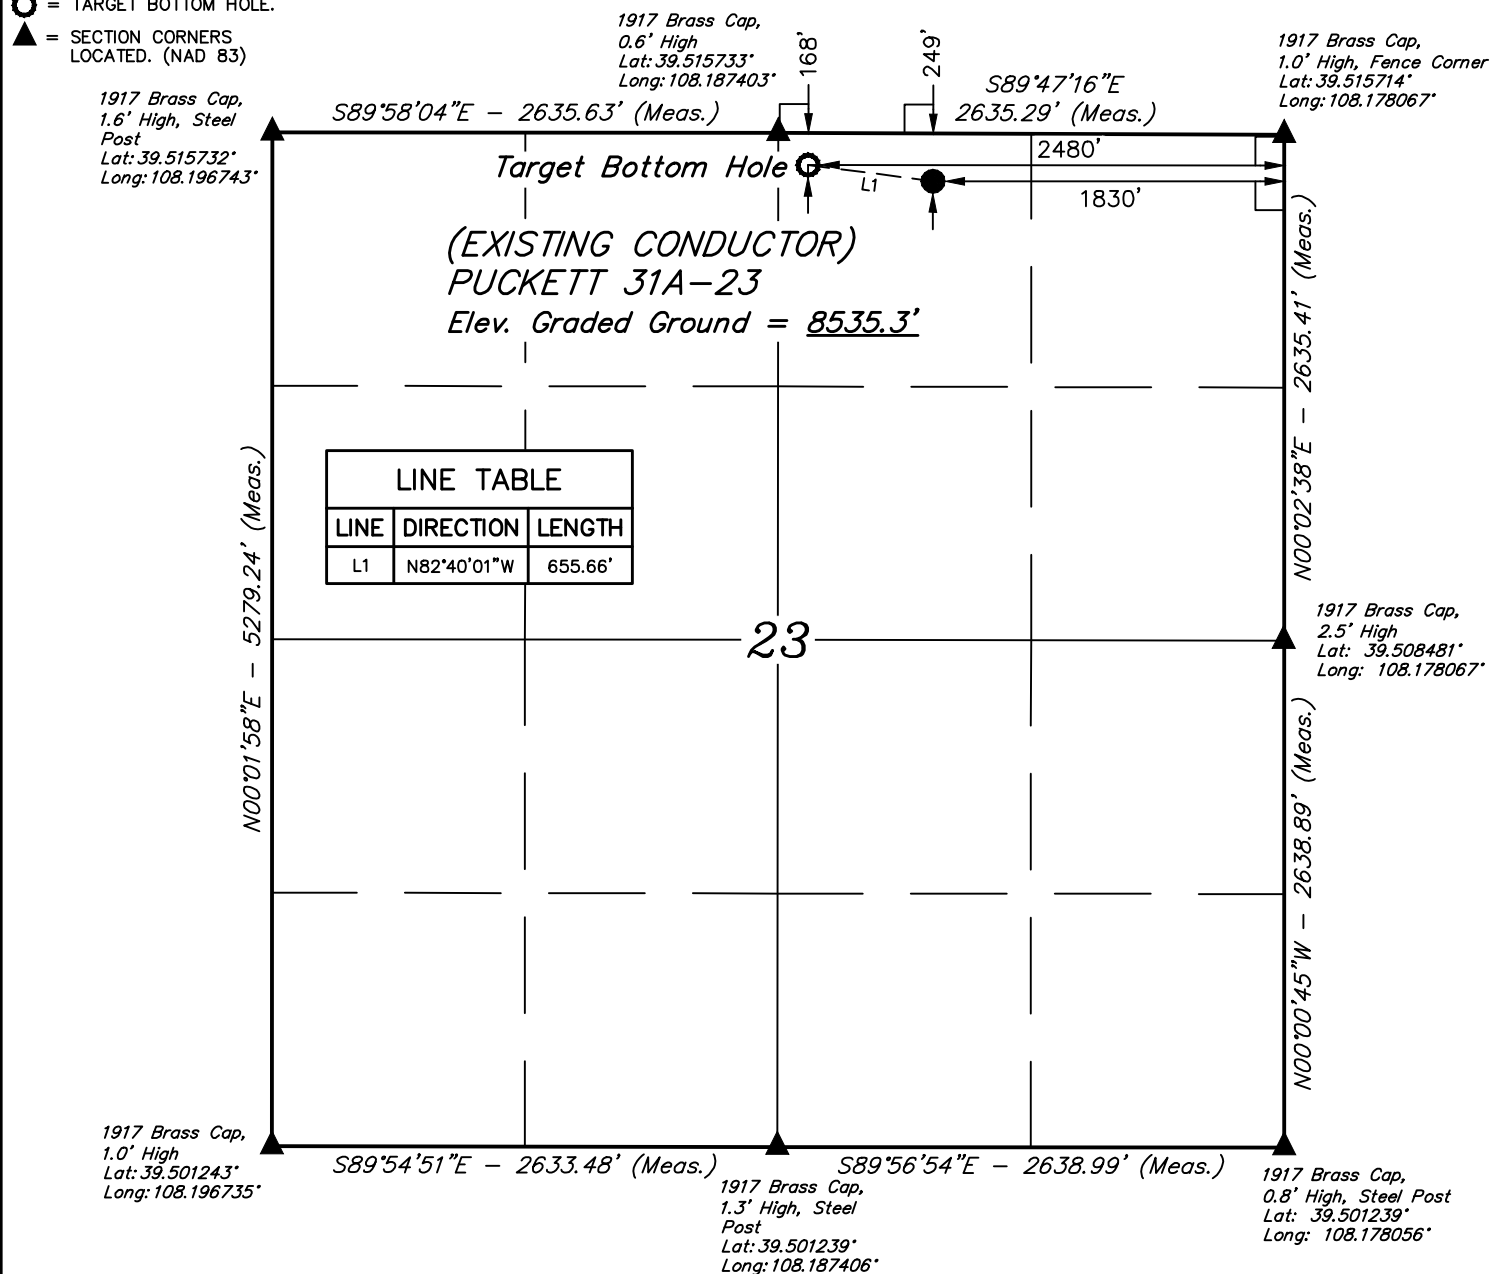 = TARGET BOTTOM HOLE.
= SECTION CORNERS
LOCATED. (NAD 83)
1917 Brass Cap,
0.6' High
Lat: 39.515733°
Long: 108.187403°
168'
249'
1917 Brass Cap,
1.0' High, Fence Corner
Lat: 39.515714°
Long: 108.178067°
1917 Brass Cap,
1.6' High, Steel
Post
Lat: 39.515732°
Long: 108.196743°
S89°58'04"E - 2635.63' (Meas.)
S89°47'16"E
2635.29' (Meas.)
2480'
Target Bottom Hole
L1
1830'
(EXISTING CONDUCTOR)
PUCKETT 31A-23
Elev. Graded Ground = 8535.3'
N00°02'38"E - 2635.41' (Meas.)
LINE TABLE
LINE DIRECTION LENGTH
L1 N82°40'01"W 655.66'
N00°01'58"E - 5279.24' (Meas.)
23
1917 Brass Cap,
2.5' High
Lat: 39.508481°
Long: 108.178067°
N00°00'45"W - 2638.89' (Meas.)
1917 Brass Cap,
1.0' High
Lat: 39.501243°
Long: 108.196735°
S89°54'51"E - 2633.48' (Meas.)
S89°56'54"E - 2638.99' (Meas.)
1917 Brass Cap,
1.3' High, Steel
Post
Lat: 39.501239°
Long: 108.187406°
1917 Brass Cap,
0.8' High, Steel Post
Lat: 39.501239°
Long: 108.178056°